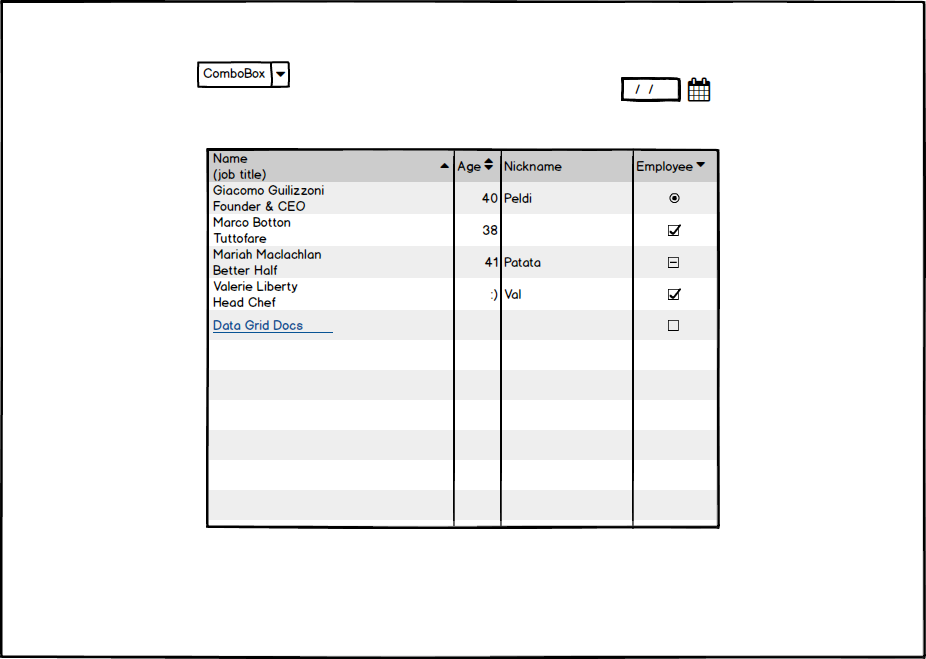 ComboBox
/ /
Name
(job title)
Age
Nickname
Employee
Giacomo Guilizzoni
Founder & CEO
40
Peldi
Marco Botton
Tuttofare
38
Mariah Maclachlan
Better Half
41
Patata
Valerie Liberty
Head Chef
:)
Val
Data Grid Docs